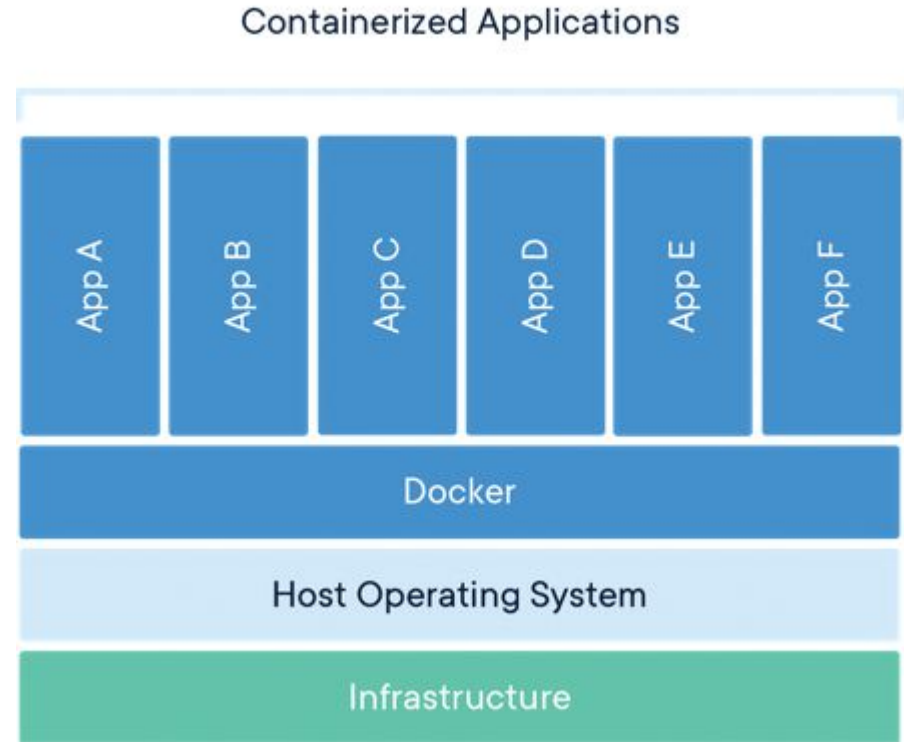 Containerized Applications
App A
App B
App C
App D
App E
App F
Docker
Host Operating System
Infrastructure